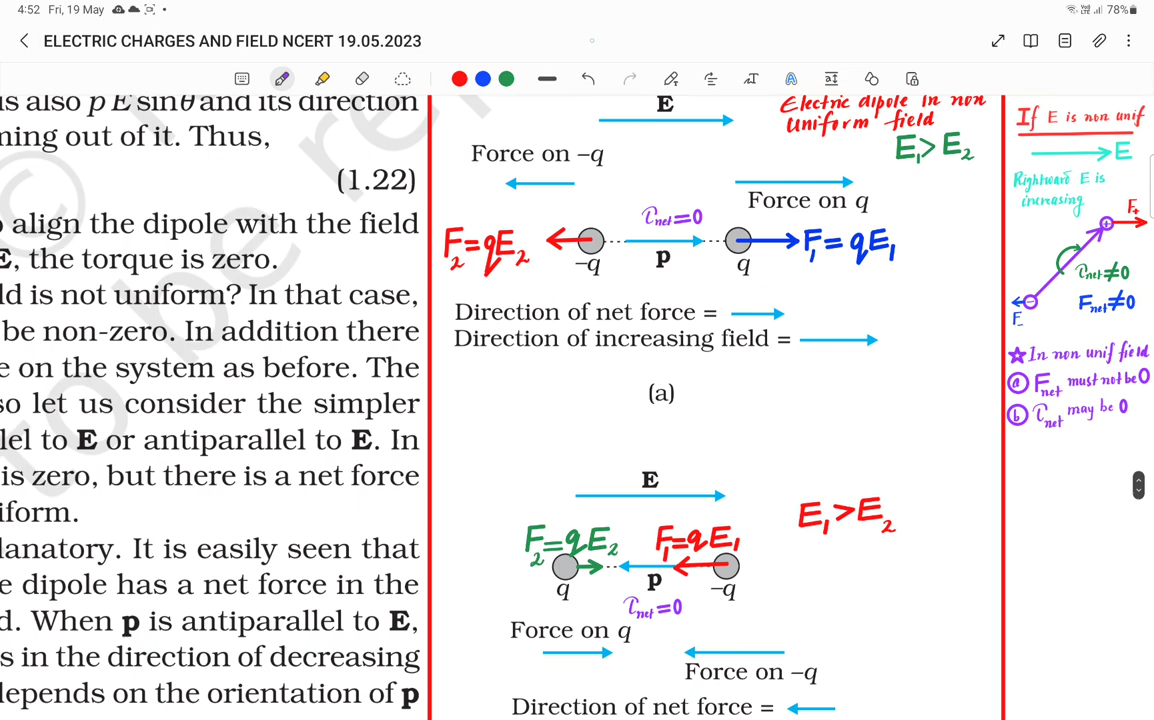 4:52 Fri, 19 May
78%
ELECTRIC CHARGES AND FIELD NCERT 19.05.2023
is also p E sinθ and its direction
ming out of it. Thus,
(1.22)
o align the dipole with the field
E, the torque is zero.
ld is not uniform? In that case,
be non-zero. In addition there
e on the system as before. The
so let us consider the simpler
llel to E or antiparallel to E. In
is zero, but there is a net force
iform.
lanatory. It is easily seen that
e dipole has a net force in the
d. When p is antiparallel to E,
s in the direction of decreasing
depends on the orientation of p
© to be re
E
Electric dipole in non
uniform field
E₁ > E₂
Force on –q
Force on q
τnet = 0
F₂ = qE₂
F₁ = qE₁
–q
p
q
Direction of net force =
Direction of increasing field =
(a)
E
E₁ > E₂
F₂ = qE₂
F₁ = qE₁
q
p
–q
τnet = 0
Force on q
Force on –q
Direction of net force =
If E is non unif
E
Rightward E is
increasing
F+
+
τnet ≠ 0
–
Fnet ≠ 0
F–
☆ In non unif field
ⓐ Fnet must not be 0
ⓑ τnet may be 0